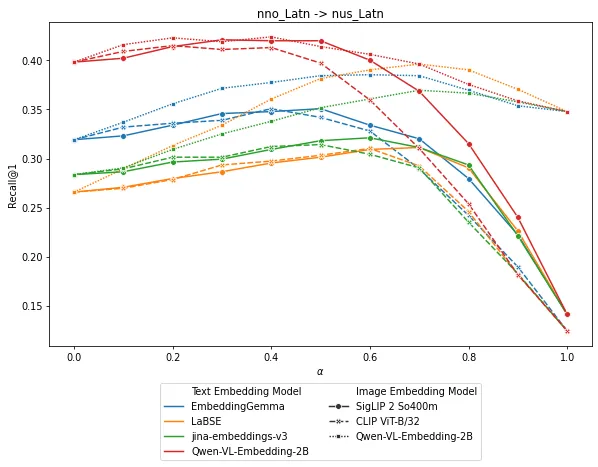 nno_Latn -> nus_Latn
Recall@1
0.40
0.35
0.30
0.25
0.20
0.15
0.0
0.2
0.4
0.6
0.8
1.0
α
Text Embedding Model
EmbeddingGemma
LaBSE
jina-embeddings-v3
Qwen-VL-Embedding-2B
Image Embedding Model
SigLIP 2 So400m
CLIP ViT-B/32
Qwen-VL-Embedding-2B